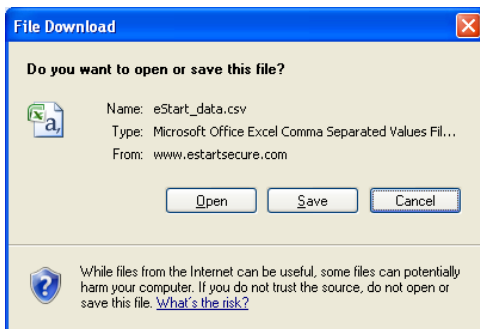 File Download
Do you want to open or save this file?
Name: eStart_data.csv
Type: Microsoft Office Excel Comma Separated Values Fil...
From: www.estartsecure.com
Open Save Cancel
While files from the Internet can be useful, some files can potentially
harm your computer. If you do not trust the source, do not open or
save this file. What's the risk?